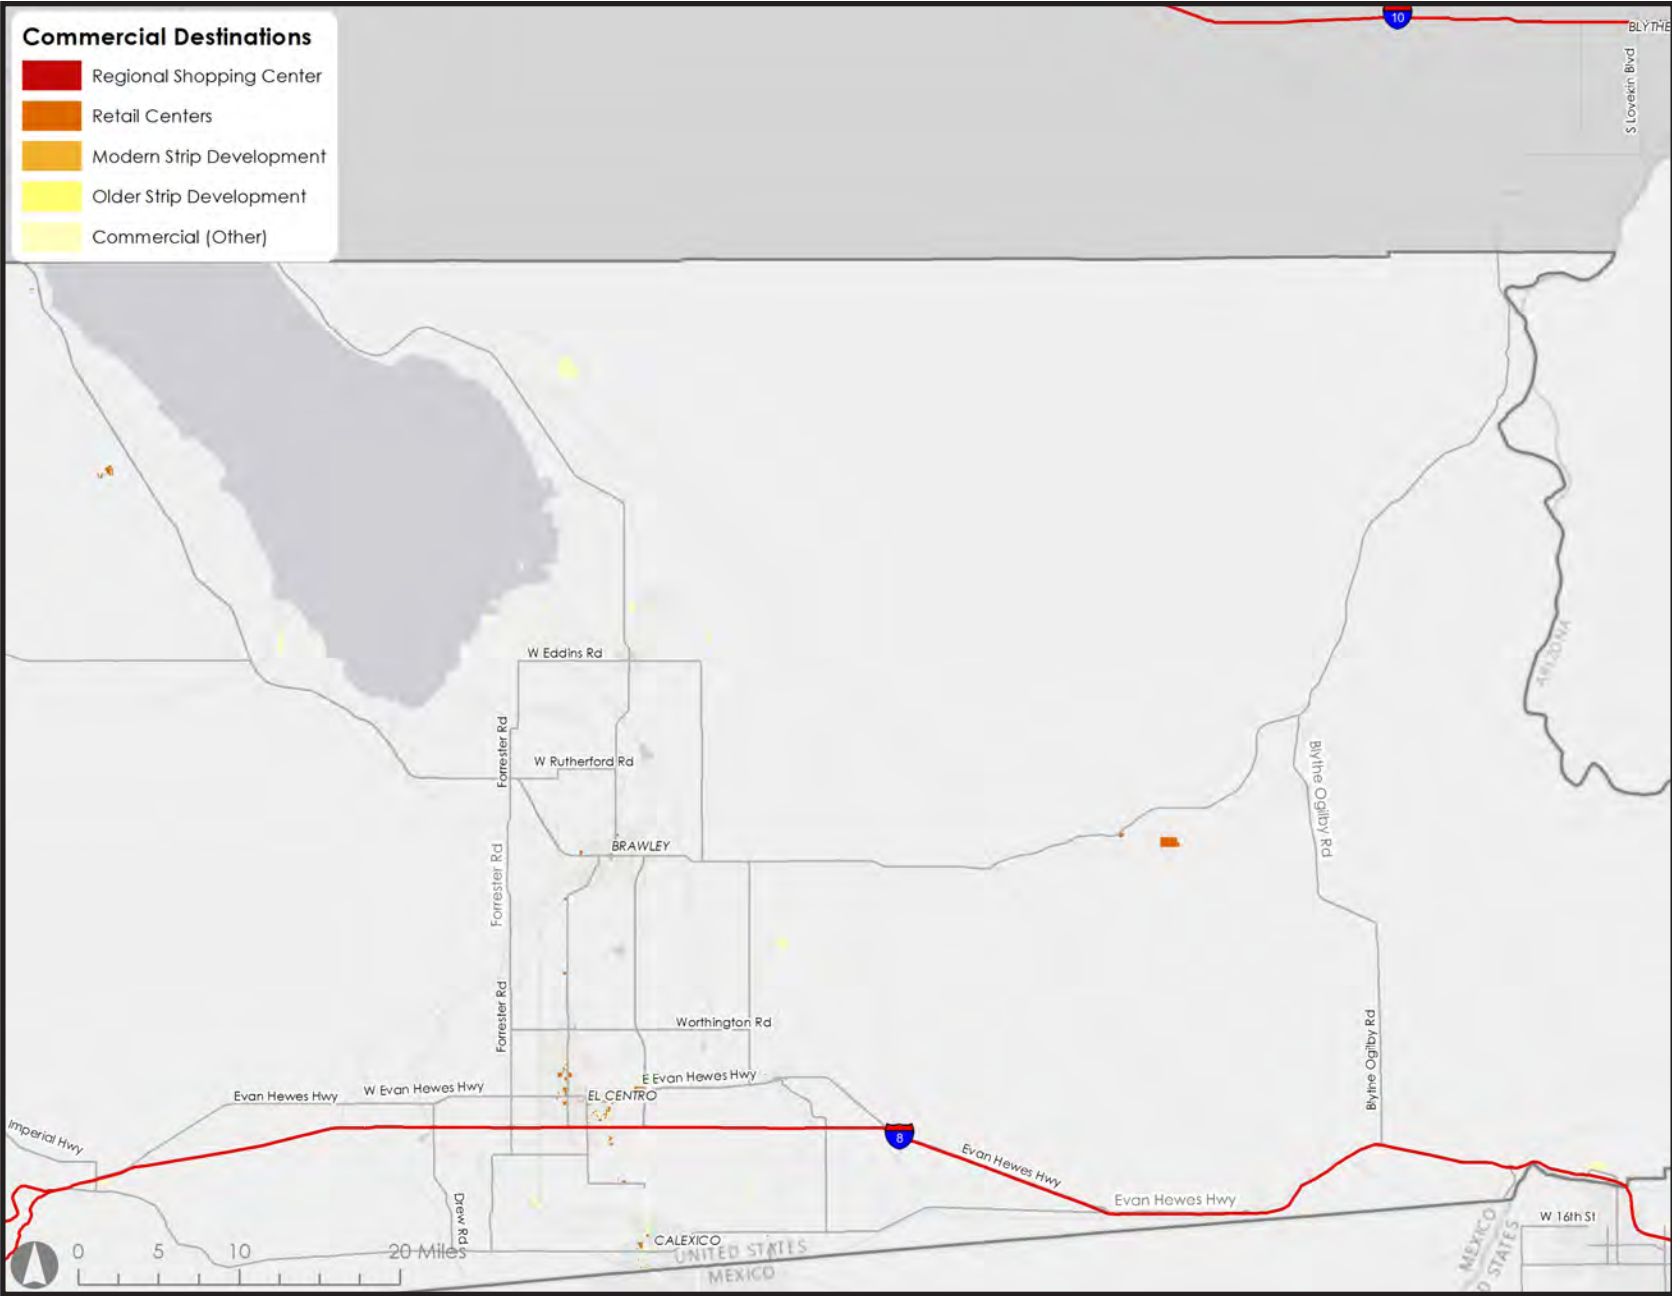 Commercial Destinations
Regional Shopping Center
Retail Centers
Modern Strip Development
Older Strip Development
Commercial (Other)
10
BLYTHE
S Lovekin Blvd
W Eddins Rd
ARIZONA
Forrester Rd
W Rutherford Rd
Blythe Ogilby Rd
BRAWLEY
Forrester Rd
Forrester Rd
Worthington Rd
Blythe Ogilby Rd
E Evan Hewes Hwy
W Evan Hewes Hwy
Evan Hewes Hwy
EL CENTRO
Imperial Hwy
8
Evan Hewes Hwy
Evan Hewes Hwy
Drew Rd
W 16th St
CALEXICO
UNITED STATES
MEXICO
MEXICO
D STATES
0 5 10 20 Miles